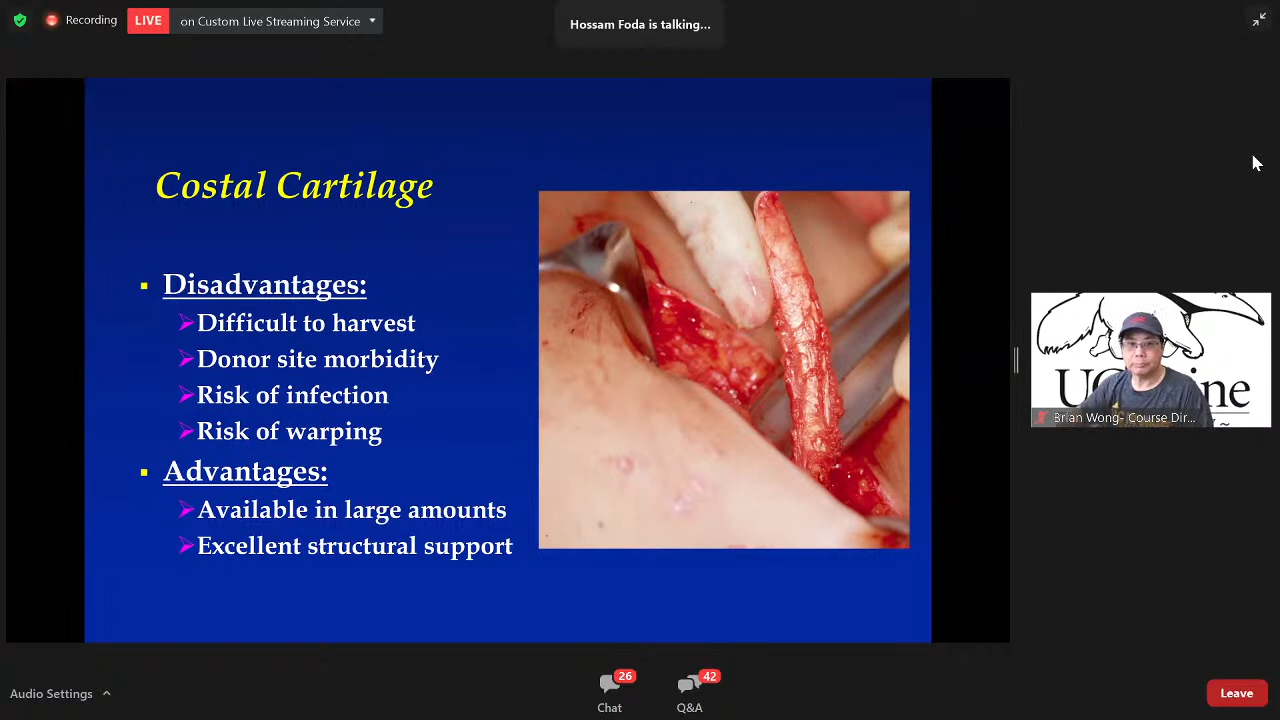 Recording
LIVE
on Custom Live Streaming Service
Hossam Foda is talking...
Costal Cartilage
Disadvantages:
Difficult to harvest
Donor site morbidity
Risk of infection
Risk of warping
Advantages:
Available in large amounts
Excellent structural support
Brian Wong- Course Dir...
Audio Settings
26
Chat
42
Q&A
Leave